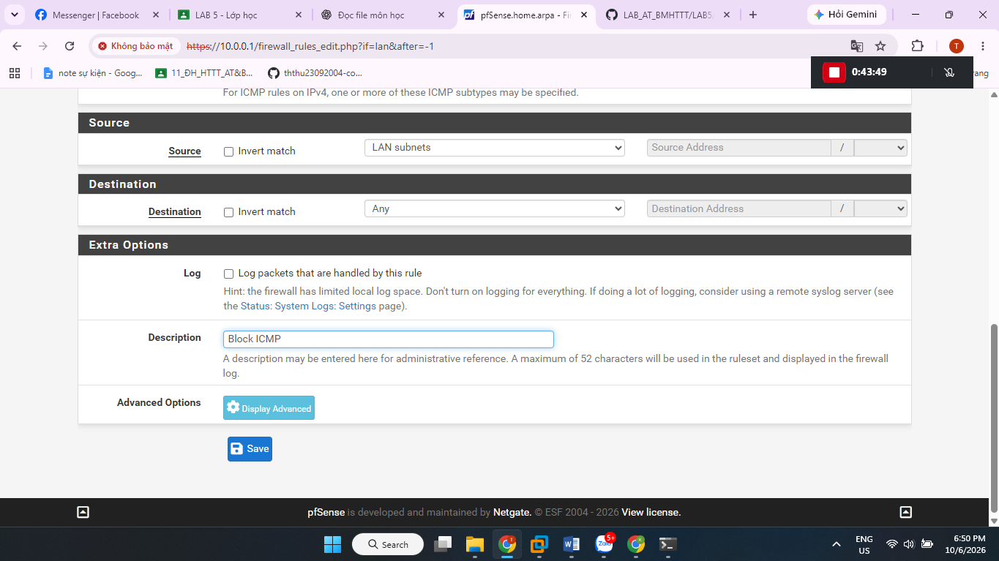 Messenger | Facebook
LAB 5 - Lớp học
Đọc file môn học
pfSense.home.arpa - Fi
LAB_AT_BMHTTT/LAB5
Hỏi Gemini
Không bảo mật
https://10.0.0.1/firewall_rules_edit.php?if=lan&after=-1
T
note sự kiện - Goog...
11_ĐH_HTTT_AT&B...
ththu23092004-co...
0:43:49
rang
For ICMP rules on IPv4, one or more of these ICMP subtypes may be specified.
Source
Source
Invert match
LAN subnets
Source Address
/
Destination
Destination
Invert match
Any
Destination Address
/
Extra Options
Log
Log packets that are handled by this rule
Hint: the firewall has limited local log space. Don't turn on logging for everything. If doing a lot of logging, consider using a remote syslog server (see
the Status: System Logs: Settings page).
Description
Block ICMP
A description may be entered here for administrative reference. A maximum of 52 characters will be used in the ruleset and displayed in the firewall
log.
Advanced Options
Display Advanced
Save
pfSense is developed and maintained by Netgate. © ESF 2004 - 2026 View license.
Search
Zalo
5+
ENG
US
6:50 PM
10/6/2026